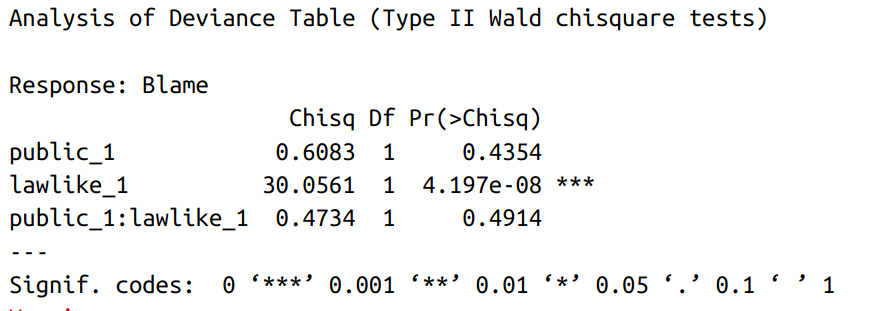 Analysis of Deviance Table (Type II Wald chisquare tests)
Response: Blame
Chisq Df Pr(>Chisq)
public_1 0.6083 1 0.4354
lawlike_1 30.0561 1 4.197e-08 ***
public_1:lawlike_1 0.4734 1 0.4914
---
Signif. codes: 0 ‘***’ 0.001 ‘**’ 0.01 ‘*’ 0.05 ‘.’ 0.1 ‘ ’ 1